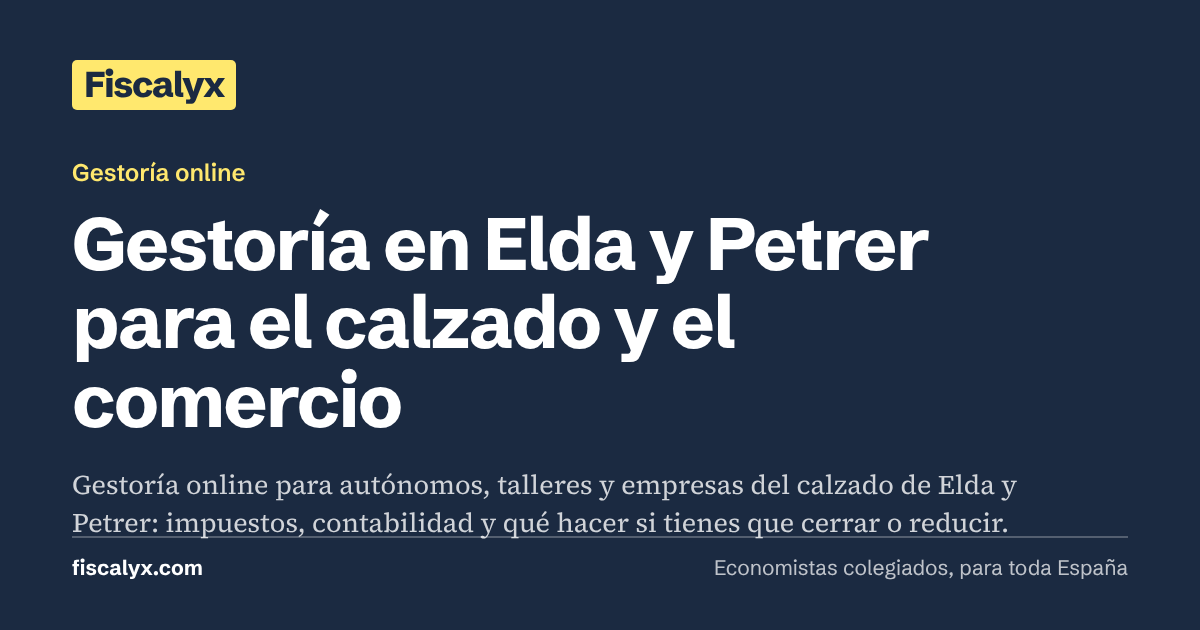 Fiscalyx
Gestoría online
Gestoría en Elda y Petrer
para el calzado y el
comercio
Gestoría online para autónomos, talleres y empresas del calzado de Elda y
Petrer: impuestos, contabilidad y qué hacer si tienes que cerrar o reducir.
fiscalyx.com
Economistas colegiados, para toda España